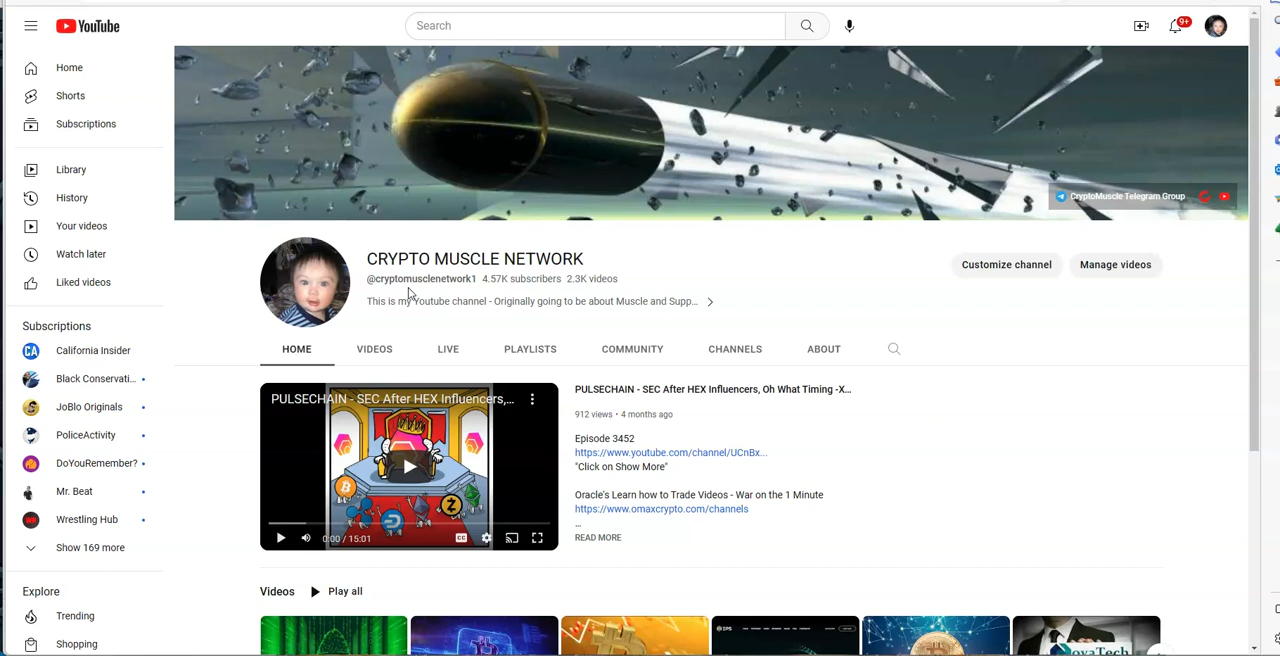 YouTube
Search
9+
Home
Shorts
Subscriptions
Library
History
Your videos
Watch later
Liked videos
Subscriptions
CA
California Insider
Black Conservati...
JoBlo Originals
PoliceActivity
DoYouRemember?
Mr. Beat
Wrestling Hub
Show 169 more
Explore
Trending
Shopping
CryptoMuscle Telegram Group
CRYPTO MUSCLE NETWORK
@cryptomusclenetwork1 4.57K subscribers 2.3K videos
This is my Youtube channel - Originally going to be about Muscle and Supp...
Customize channel
Manage videos
HOME VIDEOS LIVE PLAYLISTS COMMUNITY CHANNELS ABOUT
PULSECHAIN - SEC After HEX Influencers,...
0:00 / 15:01
CC
PULSECHAIN - SEC After HEX Influencers, Oh What Timing -X...
912 views • 4 months ago
Episode 3452
https://www.youtube.com/channel/UCnBx...
"Click on Show More"
Oracle's Learn how to Trade Videos - War on the 1 Minute
https://www.omaxcrypto.com/channels
...
READ MORE
Videos
Play all